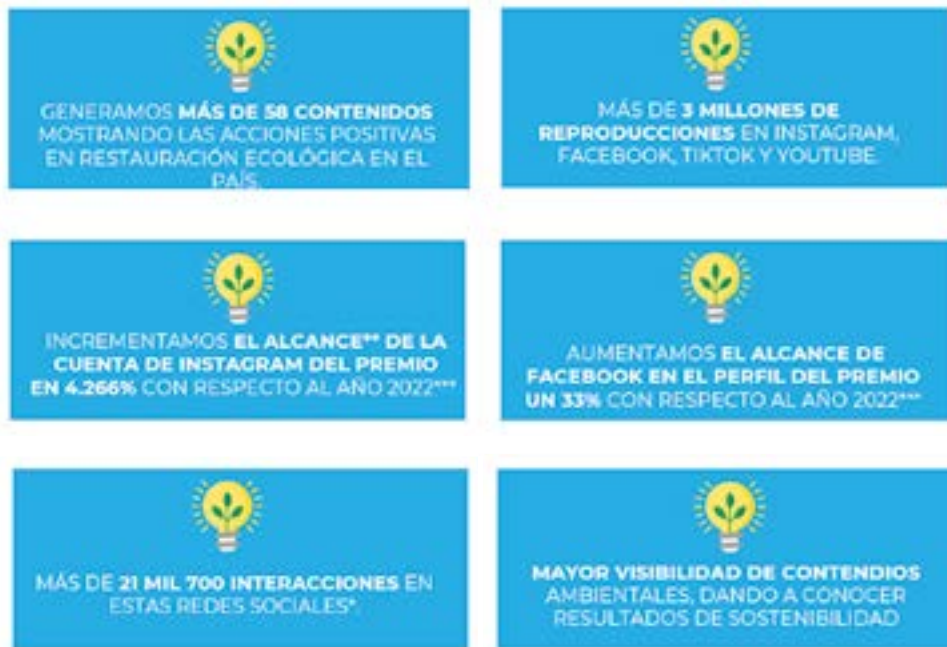 GENERAMOS MÁS DE 58 CONTENIDOS
MOSTRANDO LAS ACCIONES POSITIVAS
EN RESTAURACIÓN ECOLÓGICA EN EL
PAÍS.
MÁS DE 3 MILLONES DE
REPRODUCCIONES EN INSTAGRAM,
FACEBOOK, TIKTOK Y YOUTUBE.
INCREMENTAMOS EL ALCANCE** DE LA
CUENTA DE INSTAGRAM DEL PREMIO
EN 4.266% CON RESPECTO AL AÑO 2022***
AUMENTAMOS EL ALCANCE DE
FACEBOOK EN EL PERFIL DEL PREMIO
UN 33% CON RESPECTO AL AÑO 2022***
MÁS DE 21 MIL 700 INTERACCIONES EN
ESTAS REDES SOCIALES*.
MAYOR VISIBILIDAD DE CONTENDIOS
AMBIENTALES, DANDO A CONOCER
RESULTADOS DE SOSTENIBILIDAD